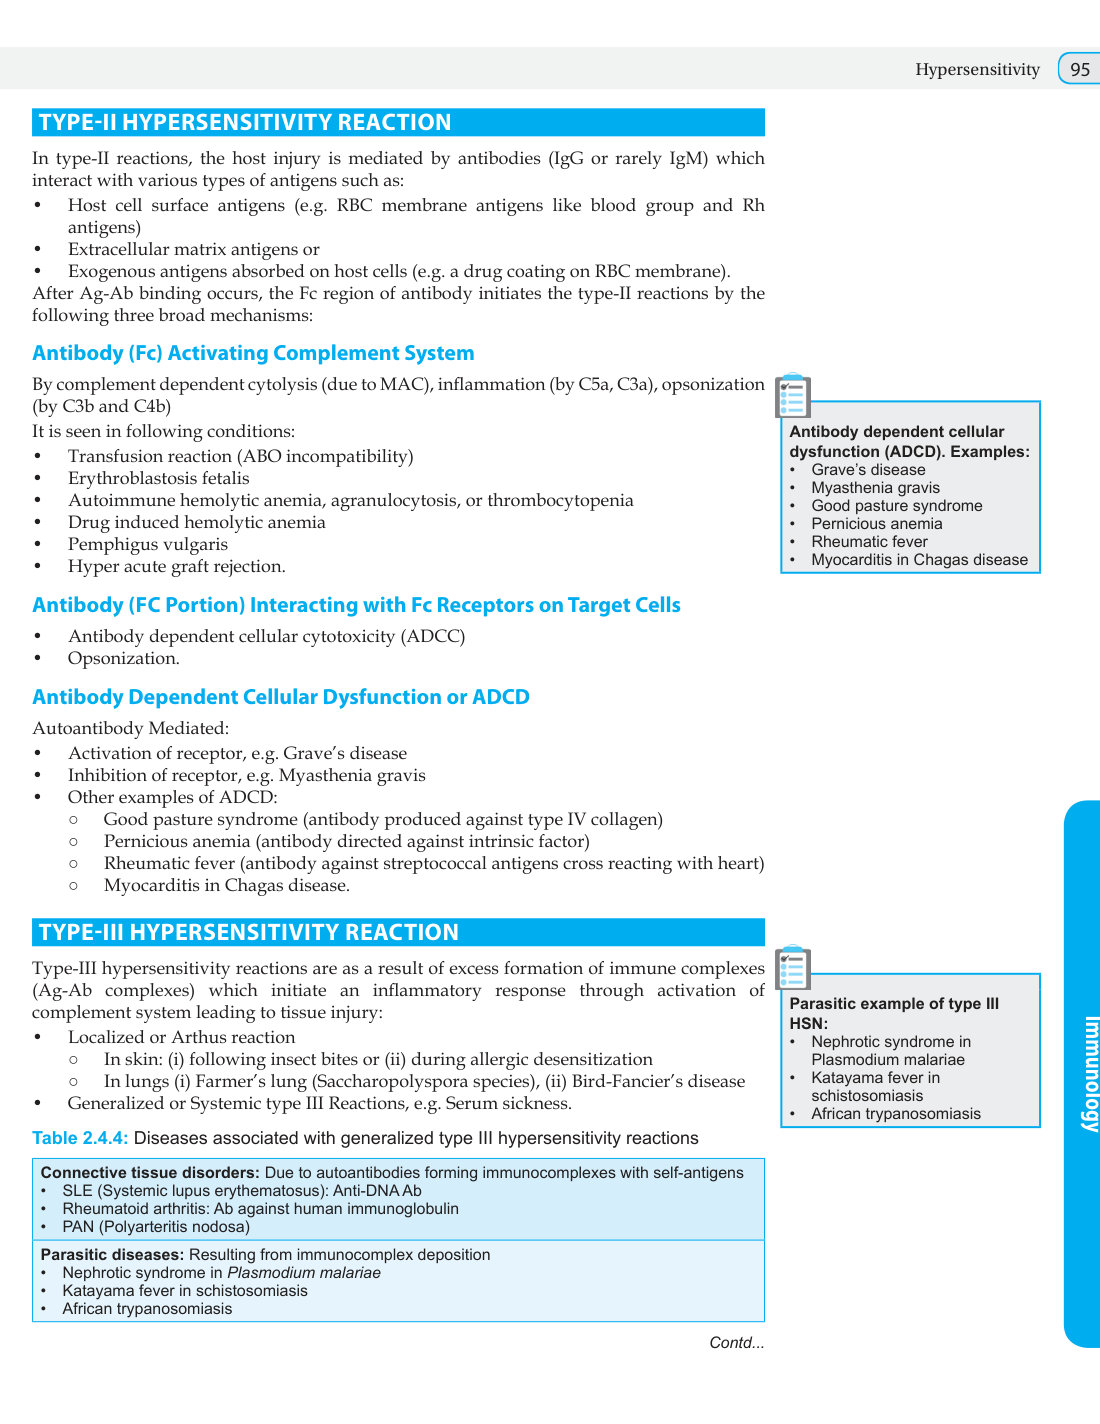 Hypersensitivity 95
TYPE-II HYPERSENSITIVITY REACTION
In type-II reactions, the host injury is mediated by antibodies (IgG or rarely IgM) which
interact with various types of antigens such as:
• Host cell surface antigens (e.g. RBC membrane antigens like blood group and Rh
antigens)
• Extracellular matrix antigens or
• Exogenous antigens absorbed on host cells (e.g. a drug coating on RBC membrane).
After Ag-Ab binding occurs, the Fc region of antibody initiates the type-II reactions by the
following three broad mechanisms:
Antibody (Fc) Activating Complement System
By complement dependent cytolysis (due to MAC), inflammation (by C5a, C3a), opsonization
(by C3b and C4b)
It is seen in following conditions:
• Transfusion reaction (ABO incompatibility)
• Erythroblastosis fetalis
• Autoimmune hemolytic anemia, agranulocytosis, or thrombocytopenia
• Drug induced hemolytic anemia
• Pemphigus vulgaris
• Hyper acute graft rejection.
Antibody dependent cellular
dysfunction (ADCD). Examples:
• Grave's disease
• Myasthenia gravis
• Good pasture syndrome
• Pernicious anemia
• Rheumatic fever
• Myocarditis in Chagas disease
Antibody (FC Portion) Interacting with Fc Receptors on Target Cells
• Antibody dependent cellular cytotoxicity (ADCC)
• Opsonization.
Antibody Dependent Cellular Dysfunction or ADCD
Autoantibody Mediated:
• Activation of receptor, e.g. Grave's disease
• Inhibition of receptor, e.g. Myasthenia gravis
• Other examples of ADCD:
○ Good pasture syndrome (antibody produced against type IV collagen)
○ Pernicious anemia (antibody directed against intrinsic factor)
○ Rheumatic fever (antibody against streptococcal antigens cross reacting with heart)
○ Myocarditis in Chagas disease.
TYPE-III HYPERSENSITIVITY REACTION
Type-III hypersensitivity reactions are as a result of excess formation of immune complexes
(Ag-Ab complexes) which initiate an inflammatory response through activation of
complement system leading to tissue injury:
• Localized or Arthus reaction
○ In skin: (i) following insect bites or (ii) during allergic desensitization
○ In lungs (i) Farmer's lung (Saccharopolyspora species), (ii) Bird-Fancier's disease
• Generalized or Systemic type III Reactions, e.g. Serum sickness.
Parasitic example of type III
HSN:
• Nephrotic syndrome in
Plasmodium malariae
• Katayama fever in
schistosomiasis
• African trypanosomiasis
Immunology
Table 2.4.4: Diseases associated with generalized type III hypersensitivity reactions
Connective tissue disorders: Due to autoantibodies forming immunocomplexes with self-antigens
• SLE (Systemic lupus erythematosus): Anti-DNA Ab
• Rheumatoid arthritis: Ab against human immunoglobulin
• PAN (Polyarteritis nodosa)
Parasitic diseases: Resulting from immunocomplex deposition
• Nephrotic syndrome in Plasmodium malariae
• Katayama fever in schistosomiasis
• African trypanosomiasis
Contd...